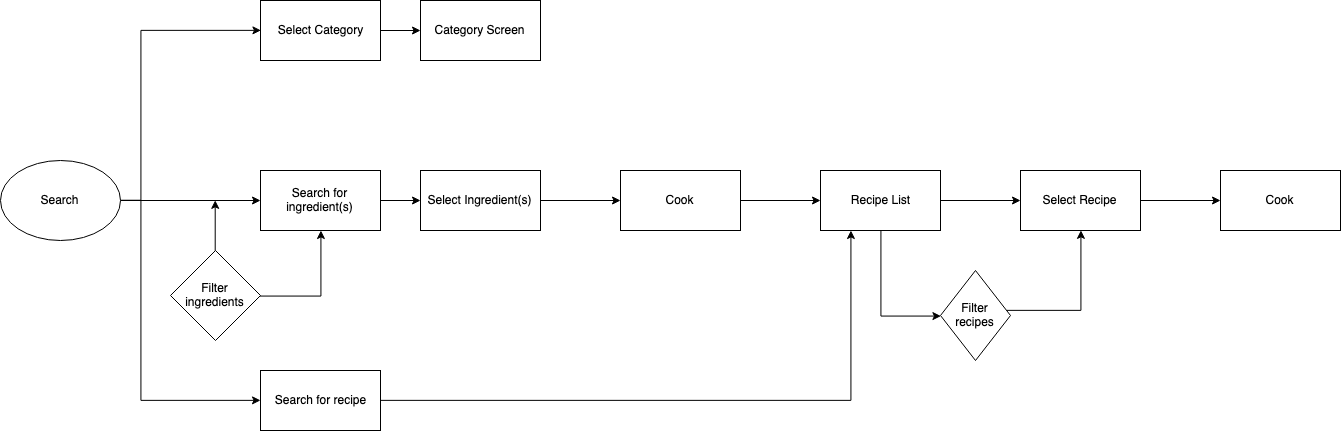 Select Category
Category Screen
Search
Search for
ingredient(s)
Select Ingredient(s)
Cook
Recipe List
Select Recipe
Cook
Filter
ingredients
Filter
recipes
Search for recipe